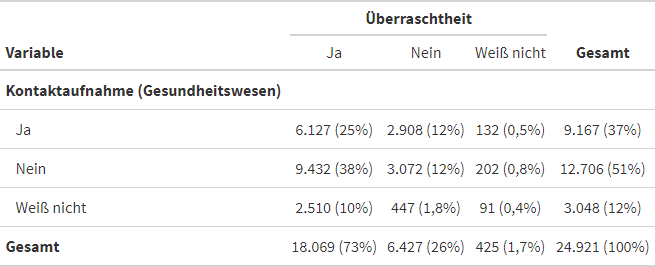 Überraschtheit
Variable Ja Nein Weiß nicht Gesamt
Kontaktaufnahme (Gesundheitswesen)
Ja 6.127 (25%) 2.908 (12%) 132 (0,5%) 9.167 (37%)
Nein 9.432 (38%) 3.072 (12%) 202 (0,8%) 12.706 (51%)
Weiß nicht 2.510 (10%) 447 (1,8%) 91 (0,4%) 3.048 (12%)
Gesamt 18.069 (73%) 6.427 (26%) 425 (1,7%) 24.921 (100%)